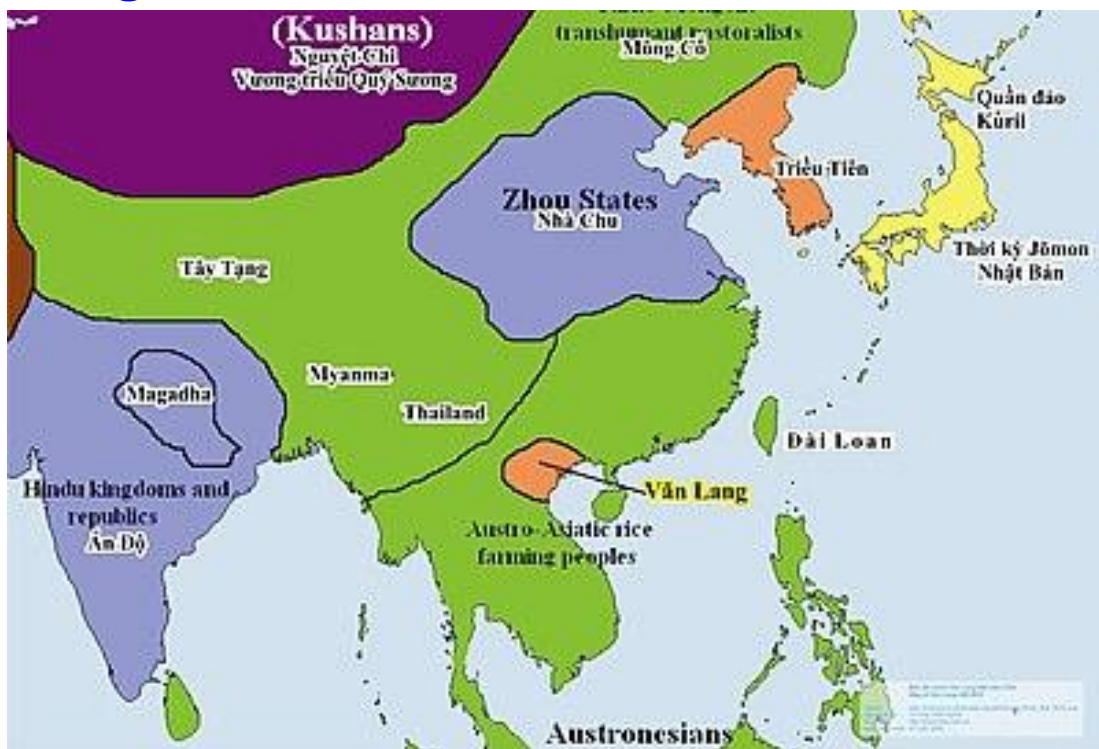 (Kushans)
Nguyệt Chi
Vương triều Quý Sương
transhumant pastoralists
Mông Cổ
Quần đảo
Kuril
Triều Tiên
Zhou States
Nhà Chu
Thời kỳ Jōmon
Nhật Bản
Tây Tạng
Myanma
Magadha
Thailand
Đài Loan
Văn Lang
Hindu kingdoms and
republics
Ấn Độ
Austro-Asiatic rice
farming peoples
Austronesians